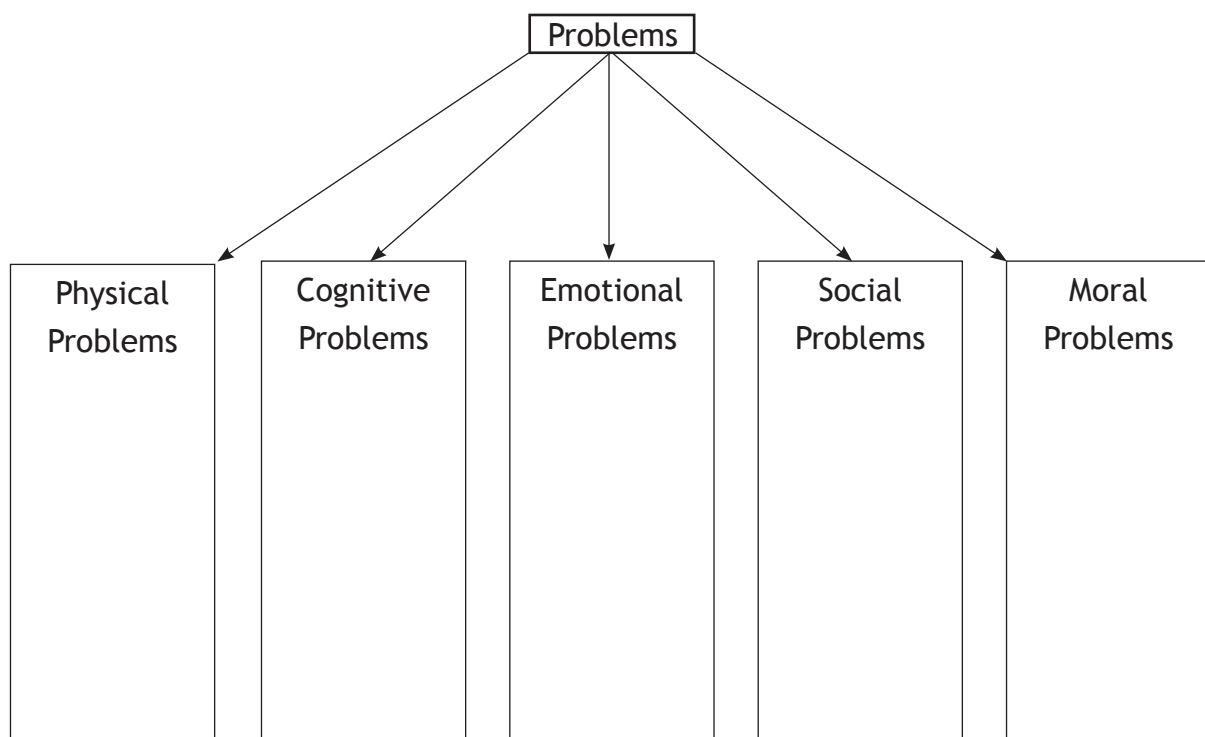 Problems
Physical
Problems
Cognitive
Problems
Emotional
Problems
Social
Problems
Moral
Problems